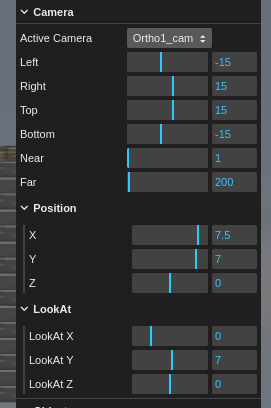 Camera
Active Camera Ortho1_cam
Left -15
Right 15
Top 15
Bottom -15
Near 1
Far 200
Position
X 7.5
Y 7
Z 0
LookAt
LookAt X 0
LookAt Y 7
LookAt Z 0